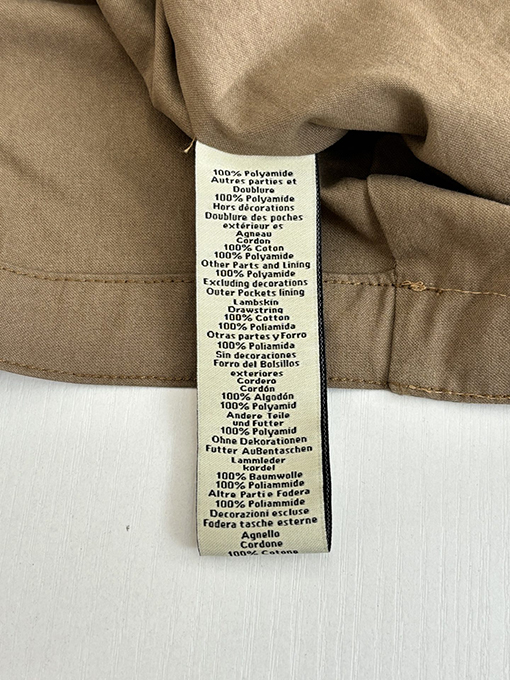 100% Polyamide
Autres parties et
Doublure
100% Polyamide
Hors décorations
Doublure des poches
extérieur es
Agneau
Cordon
100% Coton
100% Polyamide
Other Parts and Lining
100% Polyamide
Excluding decorations
Outer Pockets lining
Lambskin
Drawstring
100% Cotton
100% Poliamida
Otras partes y Forro
100% Poliamida
Sin decoraciones
Forro del Bolsillos
exteriores
Cordero
Cordón
100% Algodón
100% Polyamid
Andere Teile
und Futter
100% Polyamid
Ohne Dekorationen
Futter Außentaschen
Lammleder
kordel
100% Baumwolle
100% Poliammide
Altre Parti e Fodera
100% Poliammide
Decorazioni escluse
Fodera tasche esterne
Agnello
Cordone
100% Cotone